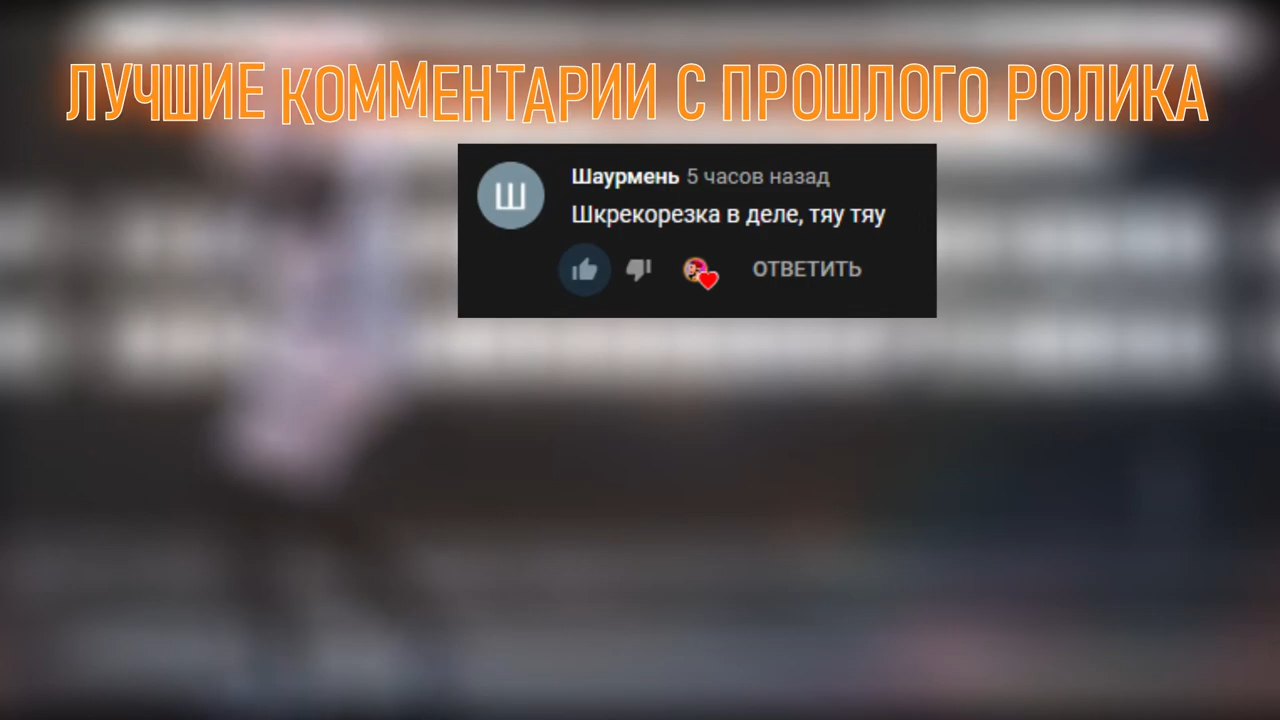 ЛУЧШИЕ КОММЕНТАРИИ С ПРОШЛОГО РОЛИКА
Ш
Шаурмень 5 часов назад
Шкрекорезка в деле, тяу тяу
ОТВЕТИТЬ